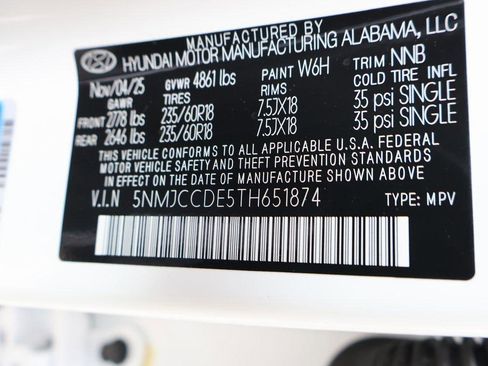 MANUFACTURED BY
HYUNDAI MOTOR MANUFACTURING ALABAMA, LLC
Nov/04/25 GVWR 4861 lbs PAINT W6H TRIM NNB
GAWR TIRES RIMS COLD TIRE INFL
FRONT 2778 lbs 235/60R18 7.5JX18 35 psi SINGLE
REAR 2646 lbs 235/60R18 7.5JX18 35 psi SINGLE
THIS VEHICLE CONFORMS TO ALL APPLICABLE U.S.A. FEDERAL
MOTOR VEHICLE SAFETY AND THEFT PREVENTION STANDARDS
IN EFFECT ON THE DATE OF MANUFACTURE SHOWN ABOVE.
V.I.N 5NMJCCDE5TH651874 TYPE: MPV